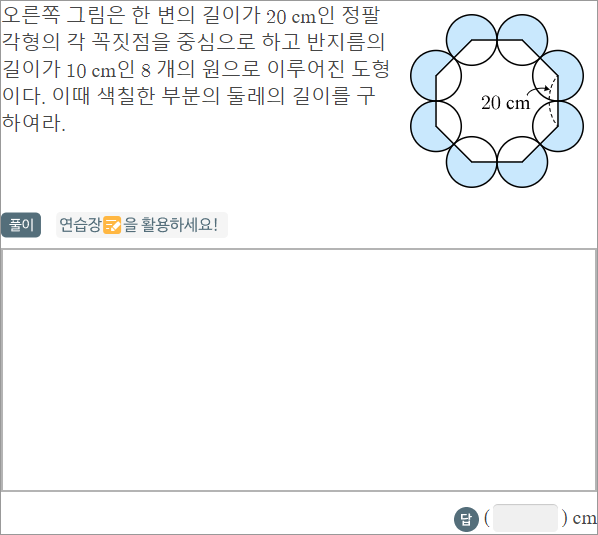 오른쪽 그림은 한 변의 길이가 20 cm인 정팔
각형의 각 꼭짓점을 중심으로 하고 반지름의
길이가 10 cm인 8 개의 원으로 이루어진 도형
이다. 이때 색칠한 부분의 둘레의 길이를 구
하여라.
20 cm
풀이 연습장을 활용하세요!
답 ( ) cm